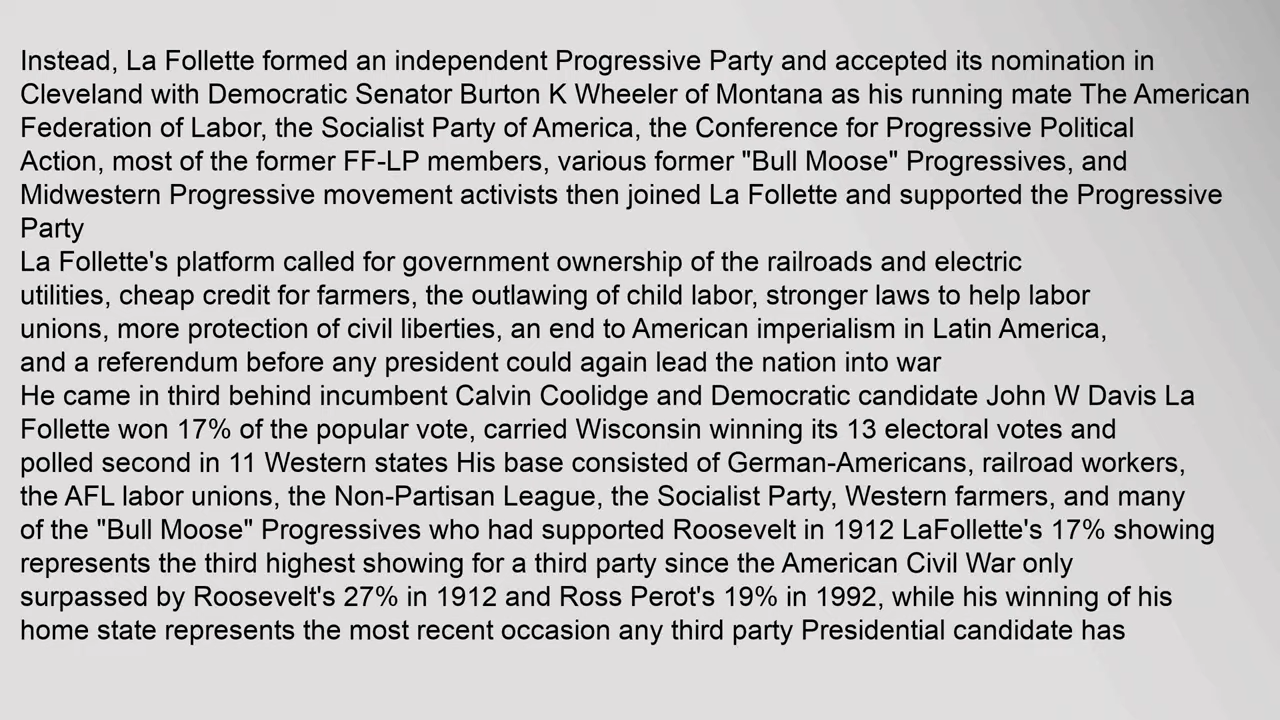 Instead, La Follette formed an independent Progressive Party and accepted its nomination in
Cleveland with Democratic Senator Burton K Wheeler of Montana as his running mate The American
Federation of Labor, the Socialist Party of America, the Conference for Progressive Political
Action, most of the former FF-LP members, various former "Bull Moose" Progressives, and
Midwestern Progressive movement activists then joined La Follette and supported the Progressive
Party
La Follette's platform called for government ownership of the railroads and electric
utilities, cheap credit for farmers, the outlawing of child labor, stronger laws to help labor
unions, more protection of civil liberties, an end to American imperialism in Latin America,
and a referendum before any president could again lead the nation into war
He came in third behind incumbent Calvin Coolidge and Democratic candidate John W Davis La
Follette won 17% of the popular vote, carried Wisconsin winning its 13 electoral votes and
polled second in 11 Western states His base consisted of German-Americans, railroad workers,
the AFL labor unions, the Non-Partisan League, the Socialist Party, Western farmers, and many
of the "Bull Moose" Progressives who had supported Roosevelt in 1912 LaFollette's 17% showing
represents the third highest showing for a third party since the American Civil War only
surpassed by Roosevelt's 27% in 1912 and Ross Perot's 19% in 1992, while his winning of his
home state represents the most recent occasion any third party Presidential candidate has